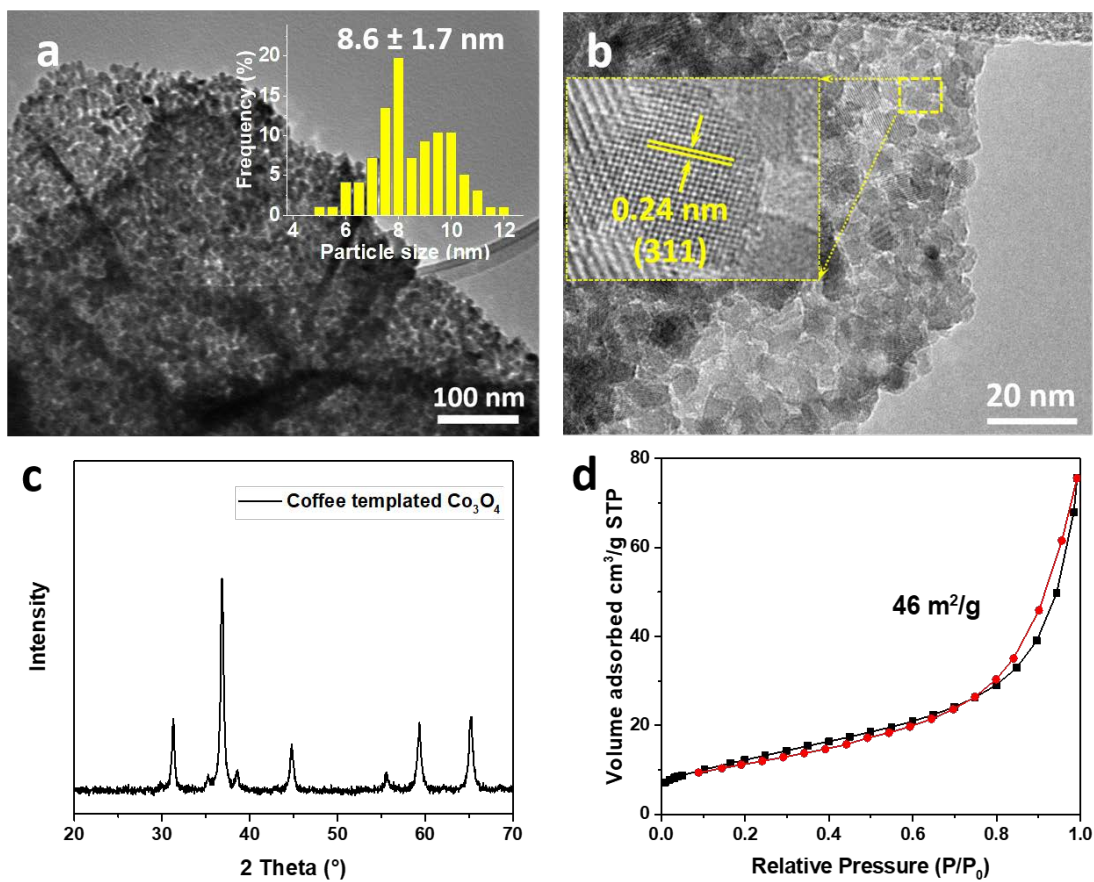 a
8.6 ± 1.7 nm
Frequency (%)
20
15
10
5
0
4 6 8 10 12
Particle size (nm)
100 nm
b
0.24 nm
(311)
20 nm
c
Coffee templated Co₃O₄
Intensity
20 30 40 50 60 70
2 Theta (°)
d
Volume adsorbed cm³/g STP
80
60
40
20
0
46 m²/g
0.0 0.2 0.4 0.6 0.8 1.0
Relative Pressure (P/P₀)